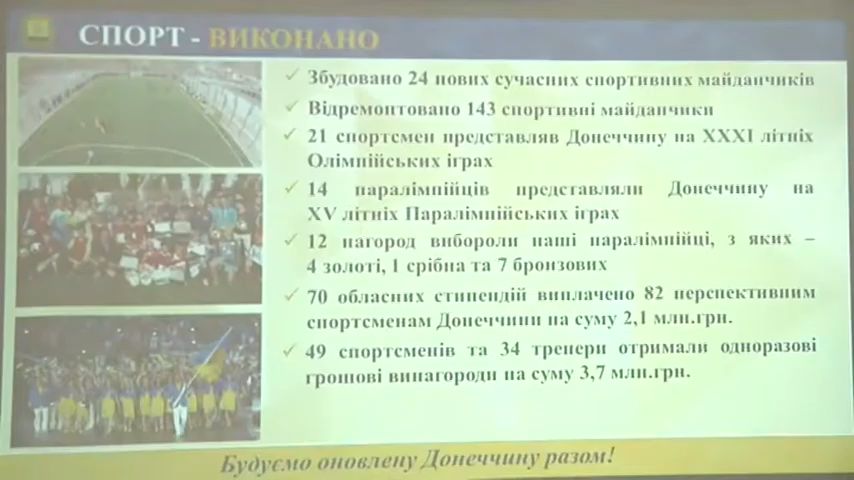 СПОРТ - ВИКОНАНО
Збудовано 24 нових сучасних спортивних майданчиків
Відремонтовано 143 спортивні майданчики
21 спортсмен представляв Донеччину на XXXI літніх
Олімпійських іграх
14 паралімпійців представляли Донеччину на
XV літніх Паралімпійських іграх
12 нагород вибороли наші паралімпійці, з яких –
4 золоті, 1 срібна та 7 бронзових
70 обласних стипендій виплачено 82 перспективним
спортсменам Донеччини на суму 2,1 млн.грн.
49 спортсменів та 34 тренери отримали одноразові
грошові винагороди на суму 3,7 млн.грн.
Будуємо оновлену Донеччину разом!